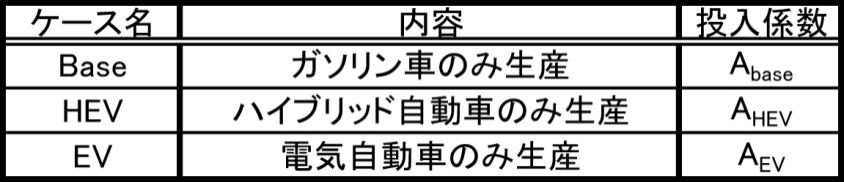 ケース名 内容 投入係数
Base ガソリン車のみ生産 Abase
HEV ハイブリッド自動車のみ生産 AHEV
EV 電気自動車のみ生産 AEV